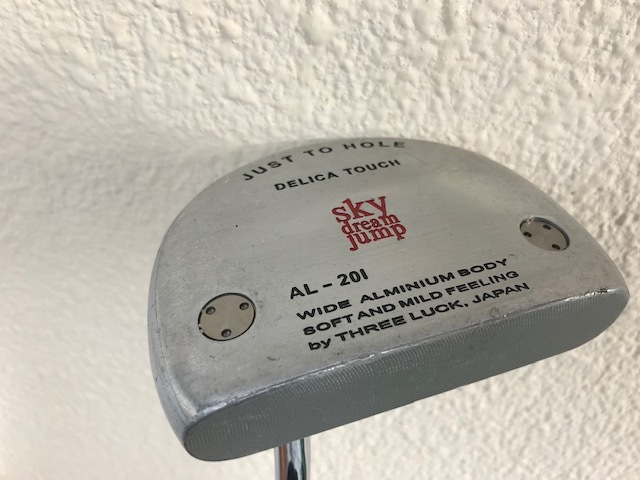 JUST TO HOLE
DELICA TOUCH
sky
dream
jump
AL-201
WIDE ALMINIUM BODY
SOFT AND MILD FEELING
by THREE LUCK, JAPAN